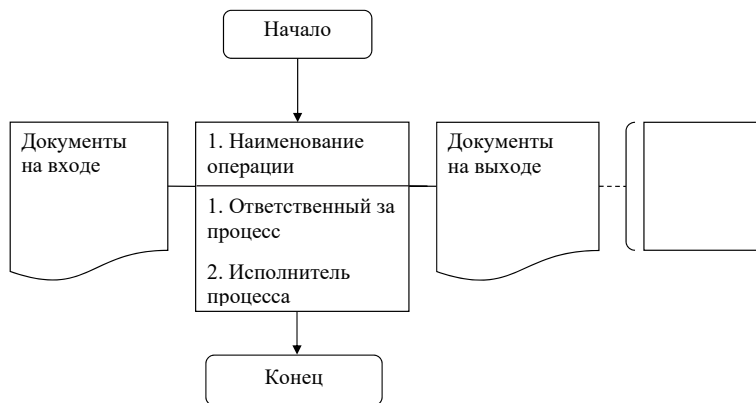 Начало
Документы
на входе
1. Наименование
операции
1. Ответственный за
процесс
2. Исполнитель
процесса
Документы
на выходе
Конец